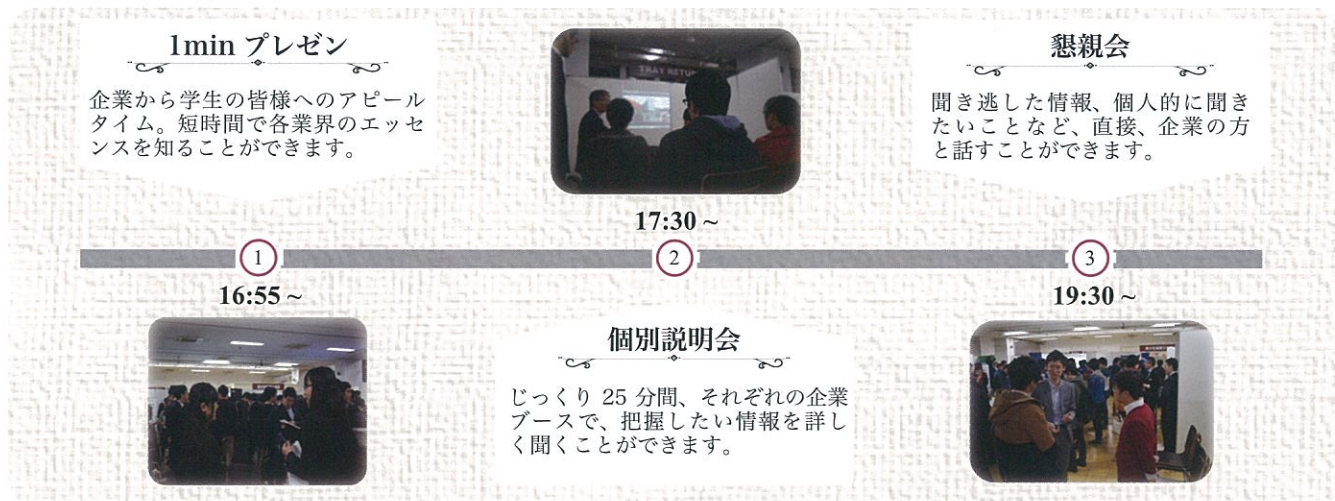 1min プレゼン
企業から学生の皆様へのアピール
タイム。短時間で各業界のエッセ
ンスを知ることができます。
1
16:55 ~
TRAY RETURN
17:30 ~
2
個別説明会
じっくり 25 分間、それぞれの企業
ブースで、把握したい情報を詳し
く聞くことができます。
懇親会
聞き逃した情報、個人的に聞き
たいことなど、直接、企業の方
と話すことができます。
3
19:30 ~